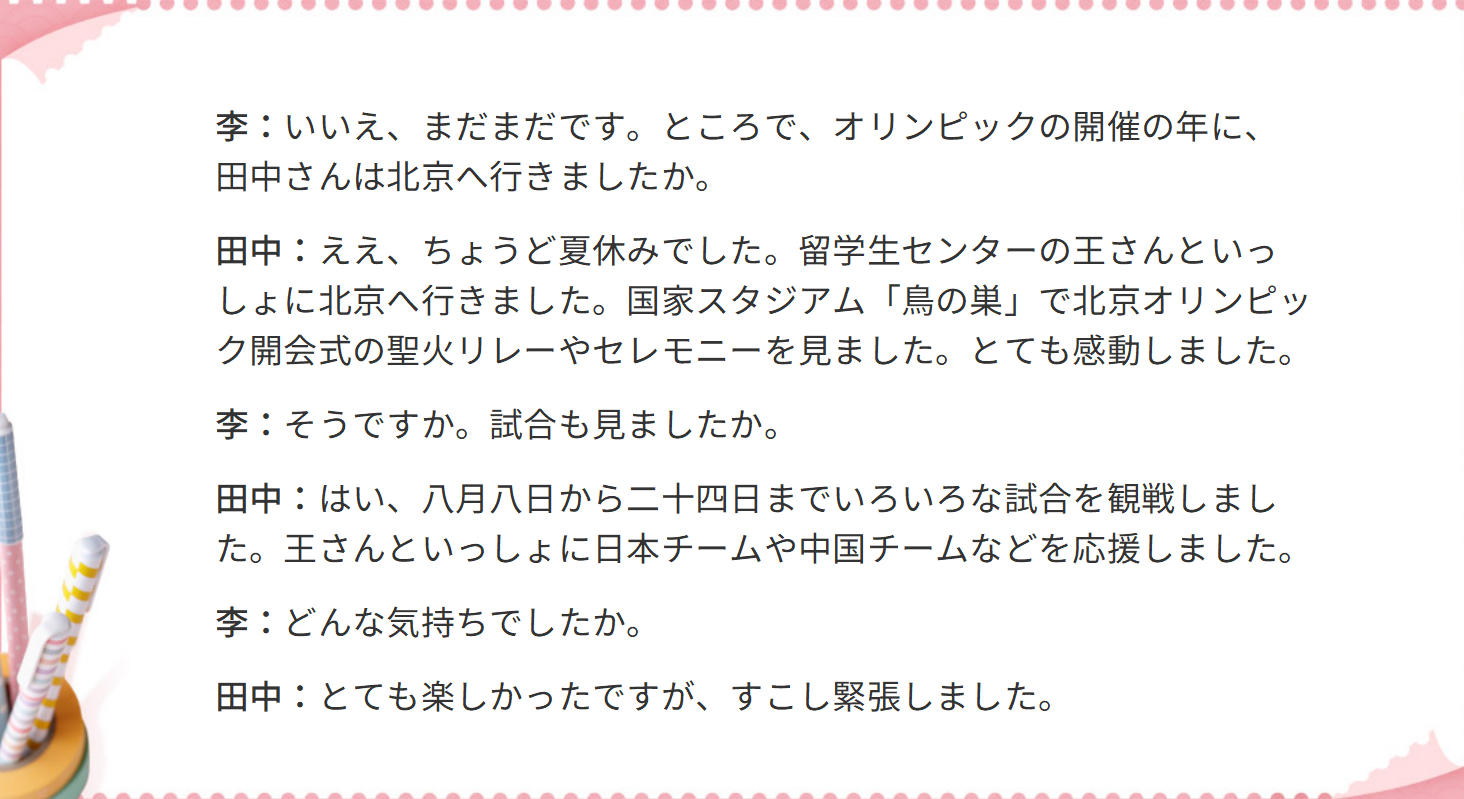 李：いいえ、まだまだです。ところで、オリンピックの開催の年に、
田中さんは北京へ行きましたか。
田中：ええ、ちょうど夏休みでした。留学生センターの王さんといっ
しょに北京へ行きました。国家スタジアム「鳥の巣」で北京オリンピッ
ク開会式の聖火リレーやセレモニーを見ました。とても感動しました。
李：そうですか。試合も見ましたか。
田中：はい、八月八日から二十四日までいろいろな試合を観戦しまし
た。王さんといっしょに日本チームや中国チームなどを応援しました。
李：どんな気持ちでしたか。
田中：とても楽しかったですが、すこし緊張しました。